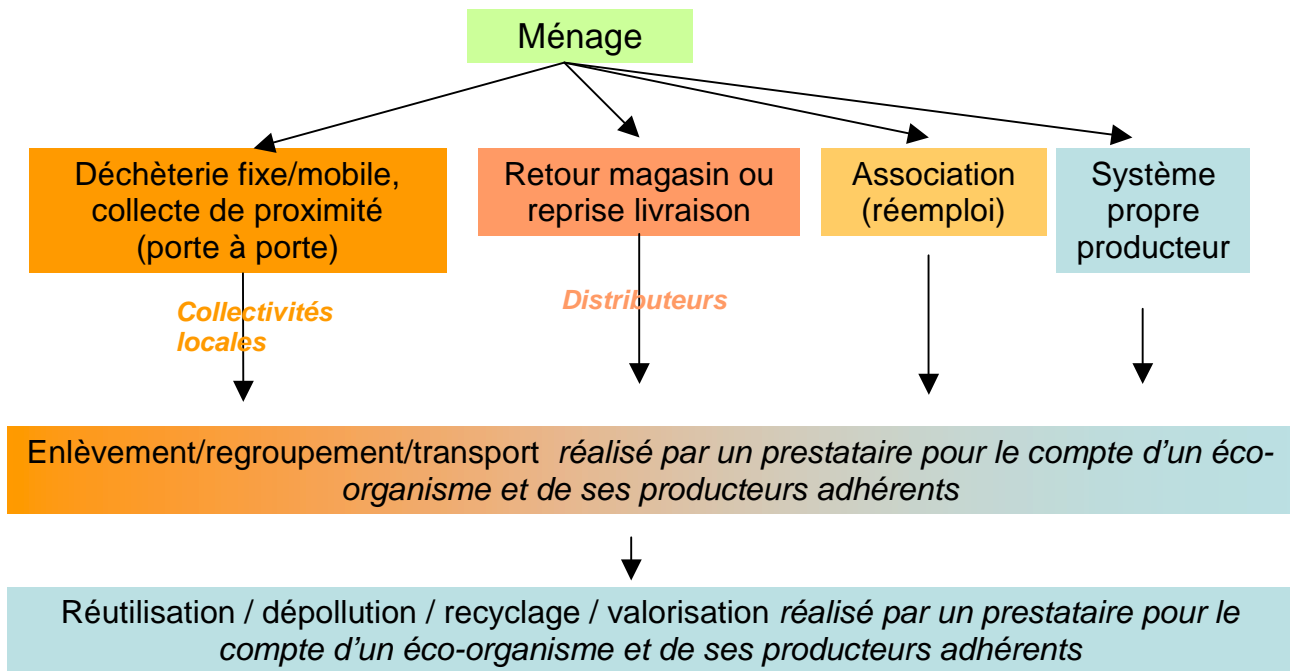 Ménage
Déchèterie fixe/mobile,
collecte de proximité
(porte à porte)
Retour magasin ou
reprise livraison
Association
(réemploi)
Système
propre
producteur
Collectivités
locales
Distributeurs
Enlèvement/regroupement/transport réalisé par un prestataire pour le compte d’un éco-
organisme et de ses producteurs adhérents
Réutilisation / dépollution / recyclage / valorisation réalisé par un prestataire pour le
compte d’un éco-organisme et de ses producteurs adhérents